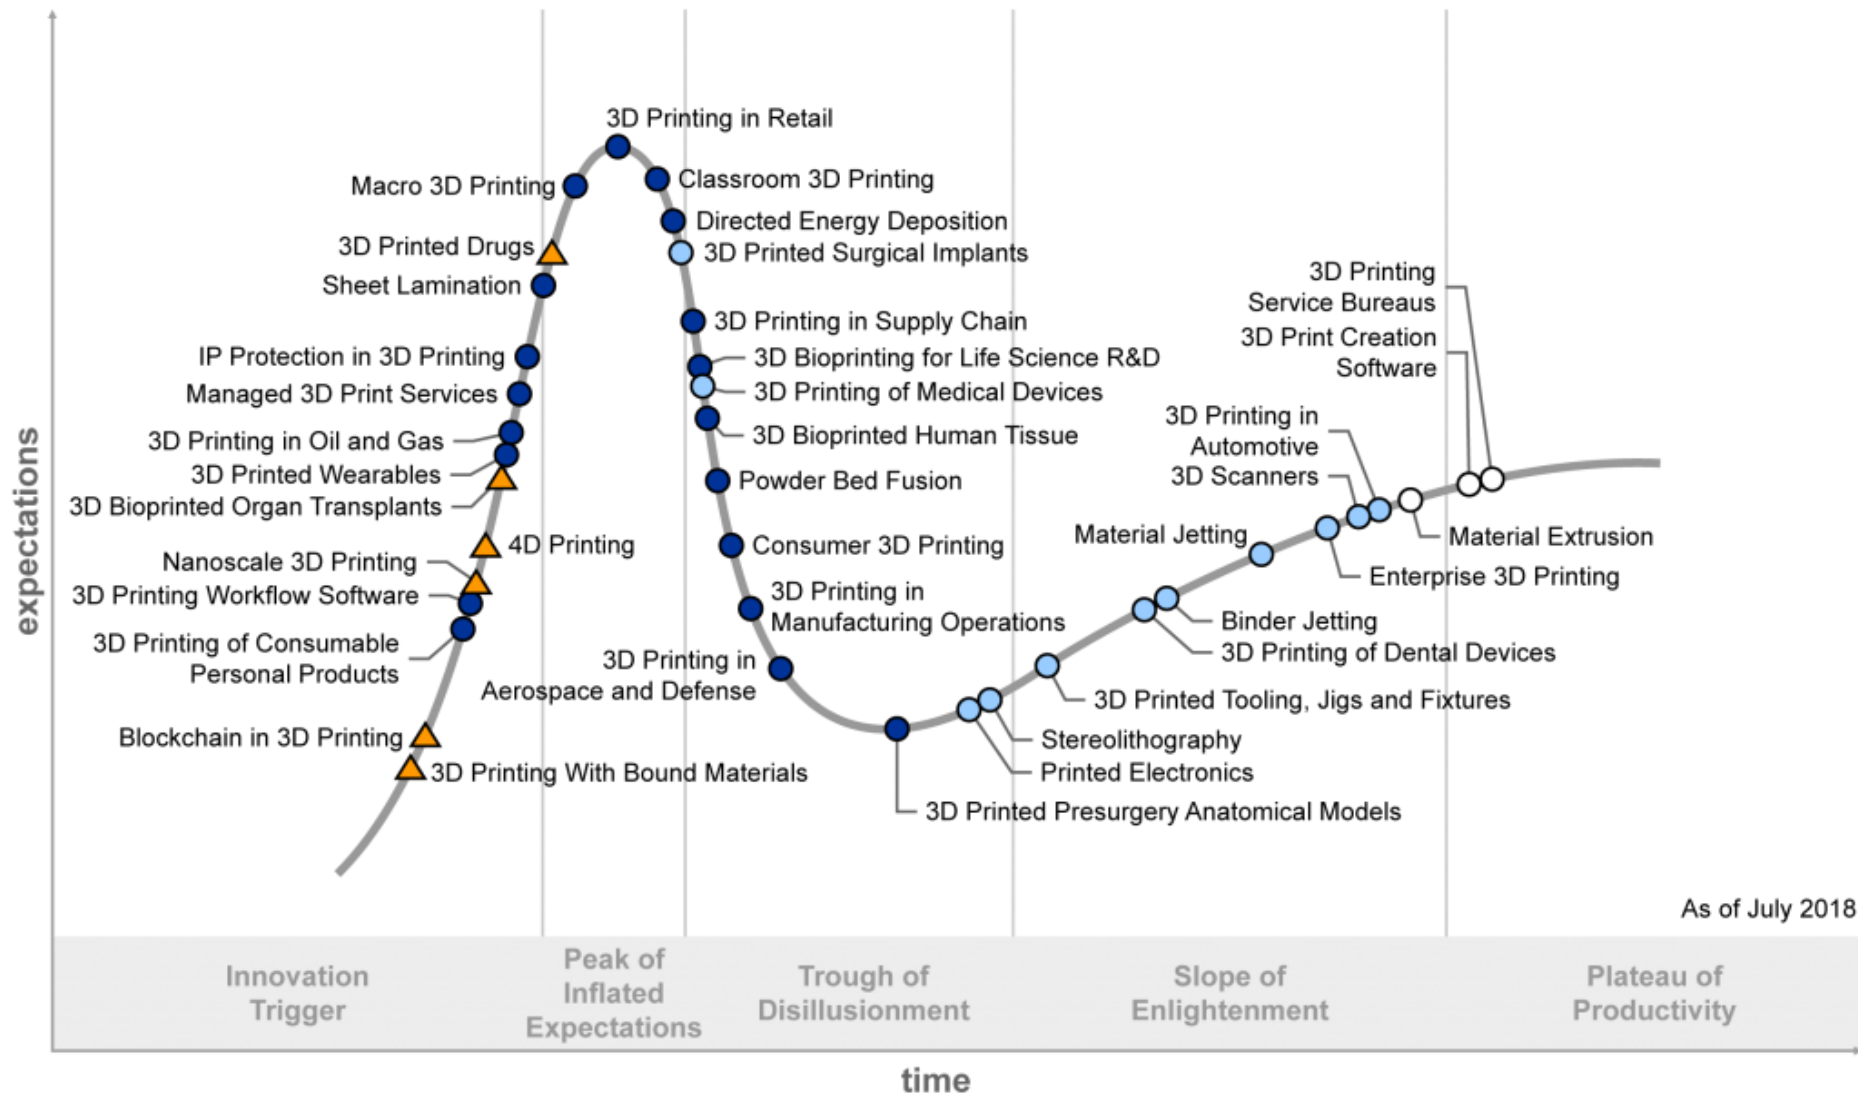 3D Printing in Retail
Macro 3D Printing
Classroom 3D Printing
Directed Energy Deposition
3D Printed Drugs
3D Printed Surgical Implants
Sheet Lamination
3D Printing
Service Bureaus
3D Printing in Supply Chain
3D Print Creation
Software
IP Protection in 3D Printing
3D Bioprinting for Life Science R&D
Managed 3D Print Services
3D Printing of Medical Devices
3D Printing in
Automotive
3D Printing in Oil and Gas
3D Bioprinted Human Tissue
3D Printed Wearables
3D Scanners
Powder Bed Fusion
3D Bioprinted Organ Transplants
4D Printing
Consumer 3D Printing
Material Jetting
Material Extrusion
Nanoscale 3D Printing
Enterprise 3D Printing
3D Printing Workflow Software
3D Printing in
Manufacturing Operations
Binder Jetting
3D Printing of Consumable
Personal Products
3D Printing of Dental Devices
3D Printing in
Aerospace and Defense
3D Printed Tooling, Jigs and Fixtures
Blockchain in 3D Printing
Stereolithography
3D Printing With Bound Materials
Printed Electronics
3D Printed Presurgery Anatomical Models
expectations
As of July 2018
Innovation
Trigger
Peak of
Inflated
Expectations
Trough of
Disillusionment
Slope of
Enlightenment
Plateau of
Productivity
time